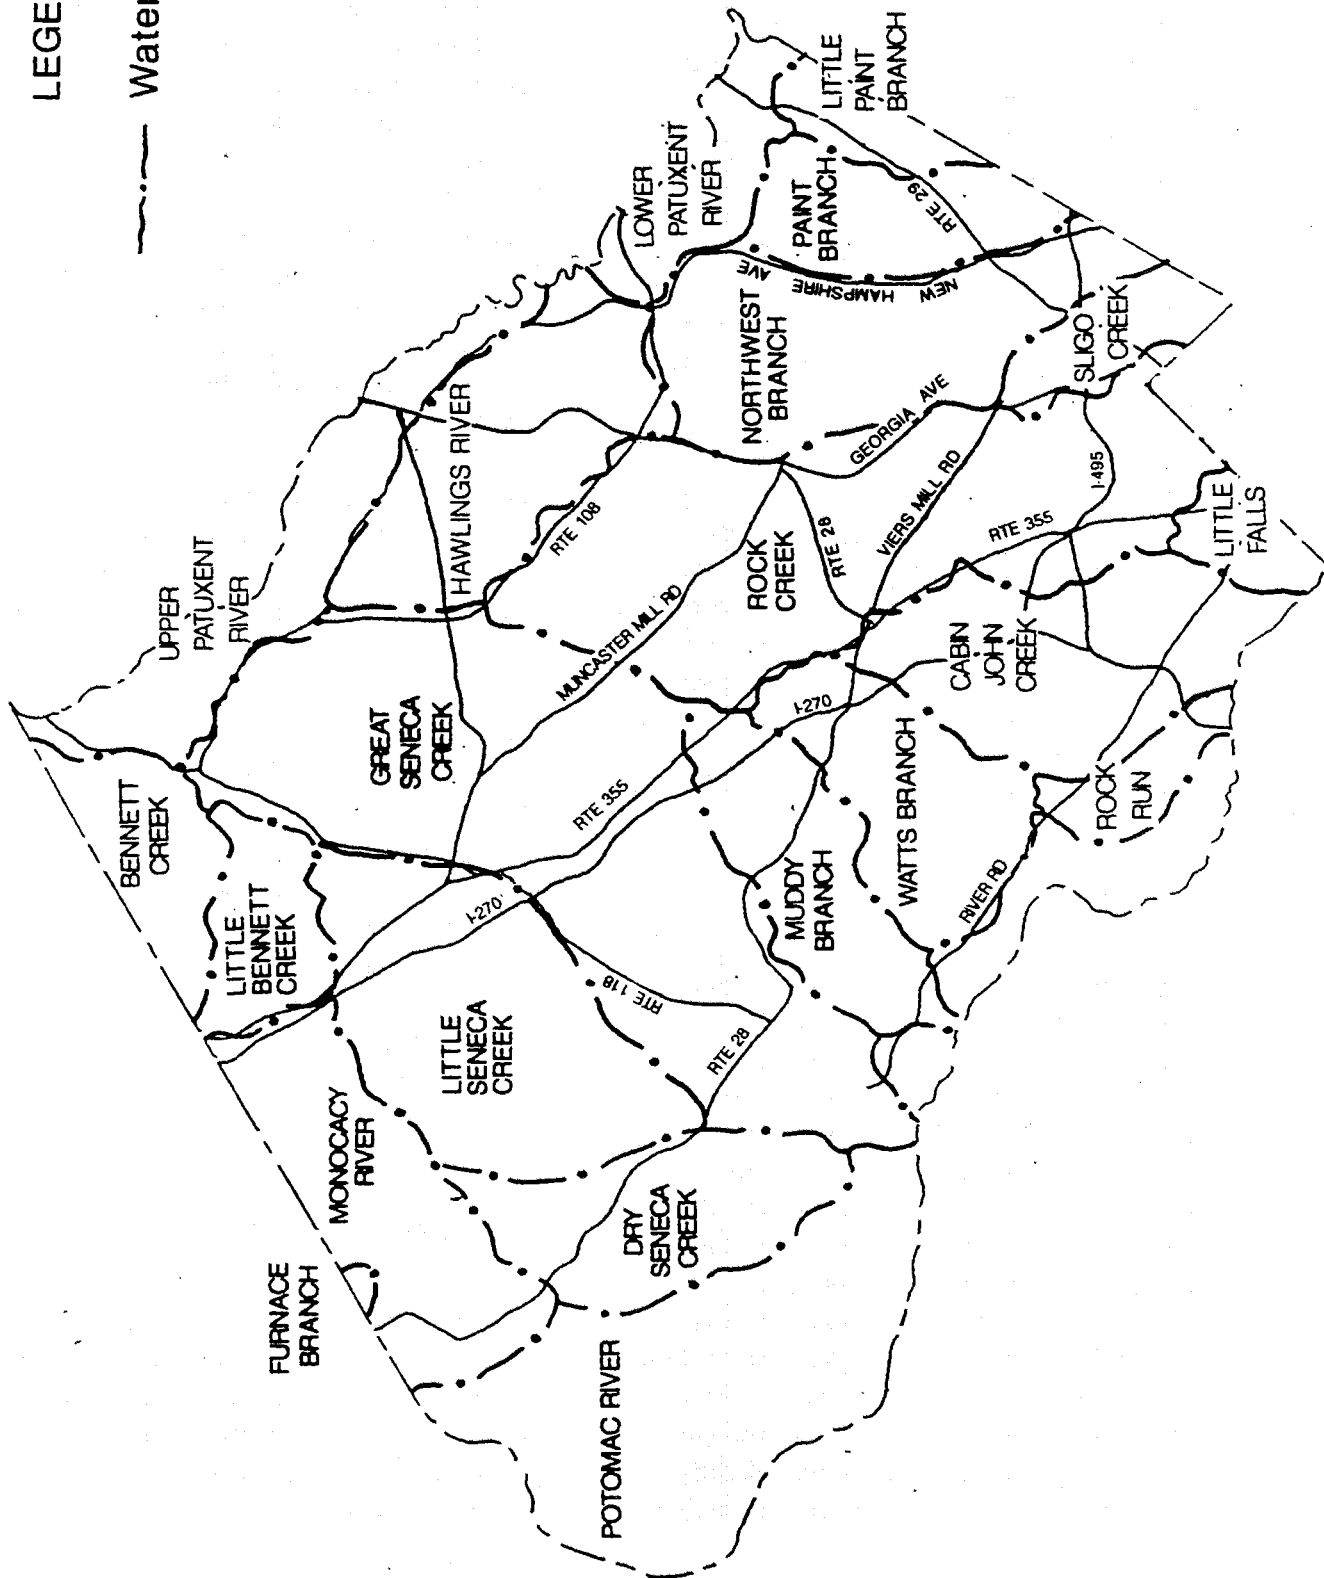 LEGE
Water
UPPER
PATUXENT
RIVER
BENNETT
CREEK
LITTLE
BENNETT
CREEK
GREAT
SENECA
CREEK
HAWLINGS RIVER
RTE 108
LOWER
PATUXENT
RIVER
LITTLE
PAINT
BRANCH
PAINT
BRANCH
RTE 29
NEW
HAMPSHIRE
AVE
NORTHWEST
BRANCH
GEORGIA AVE
SLIGO
CREEK
MUNCASTER MILL RD
ROCK
CREEK
RTE 28
VIERS MILL RD
RTE 355
I-495
LITTLE
FALLS
CABIN
JOHN
CREEK
I-270
RTE 355
I-270
WATTS BRANCH
ROCK
RUN
RIVER RD
MUDDY
BRANCH
RTE 118
RTE 28
LITTLE
SENECA
CREEK
MONOCACY
RIVER
FURNACE
BRANCH
DRY
SENECA
CREEK
POTOMAC RIVER